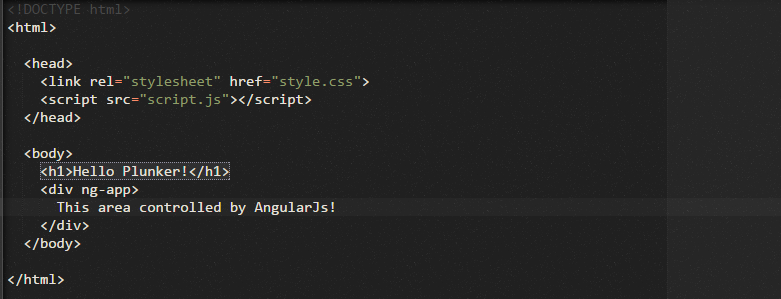 <!DOCTYPE html>
<html>
<head>
<link rel="stylesheet" href="style.css">
<script src="script.js"></script>
</head>
<body>
<h1>Hello Plunker!</h1>
<div ng-app>
This area controlled by AngularJs!
</div>
</body>
</html>